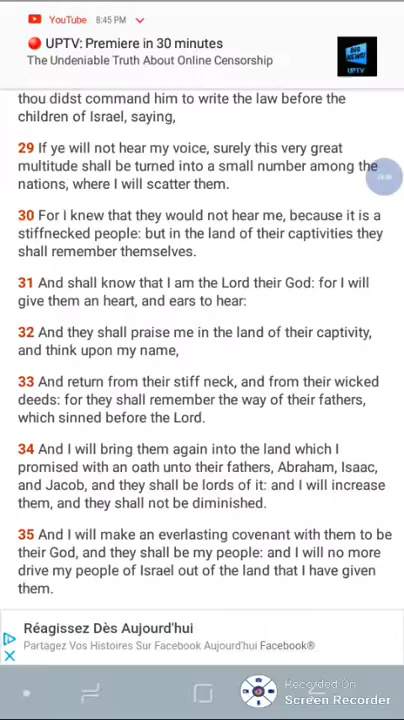 YouTube 8:45 PM
UPTV: Premiere in 30 minutes
The Undeniable Truth About Online Censorship
BIG NEWS!
UPTV
thou didst command him to write the law before the
children of Israel, saying,
29 If ye will not hear my voice, surely this very great
multitude shall be turned into a small number among the
nations, where I will scatter them.
30 For I knew that they would not hear me, because it is a
stiffnecked people: but in the land of their captivities they
shall remember themselves.
31 And shall know that I am the Lord their God: for I will
give them an heart, and ears to hear:
32 And they shall praise me in the land of their captivity,
and think upon my name,
33 And return from their stiff neck, and from their wicked
deeds: for they shall remember the way of their fathers,
which sinned before the Lord.
34 And I will bring them again into the land which I
promised with an oath unto their fathers, Abraham, Isaac,
and Jacob, and they shall be lords of it: and I will increase
them, and they shall not be diminished.
35 And I will make an everlasting covenant with them to be
their God, and they shall be my people: and I will no more
drive my people of Israel out of the land that I have given
them.
Réagissez Dès Aujourd'hui
Partagez Vos Histoires Sur Facebook Aujourd'hui Facebook®
Recorded On
Screen Recorder